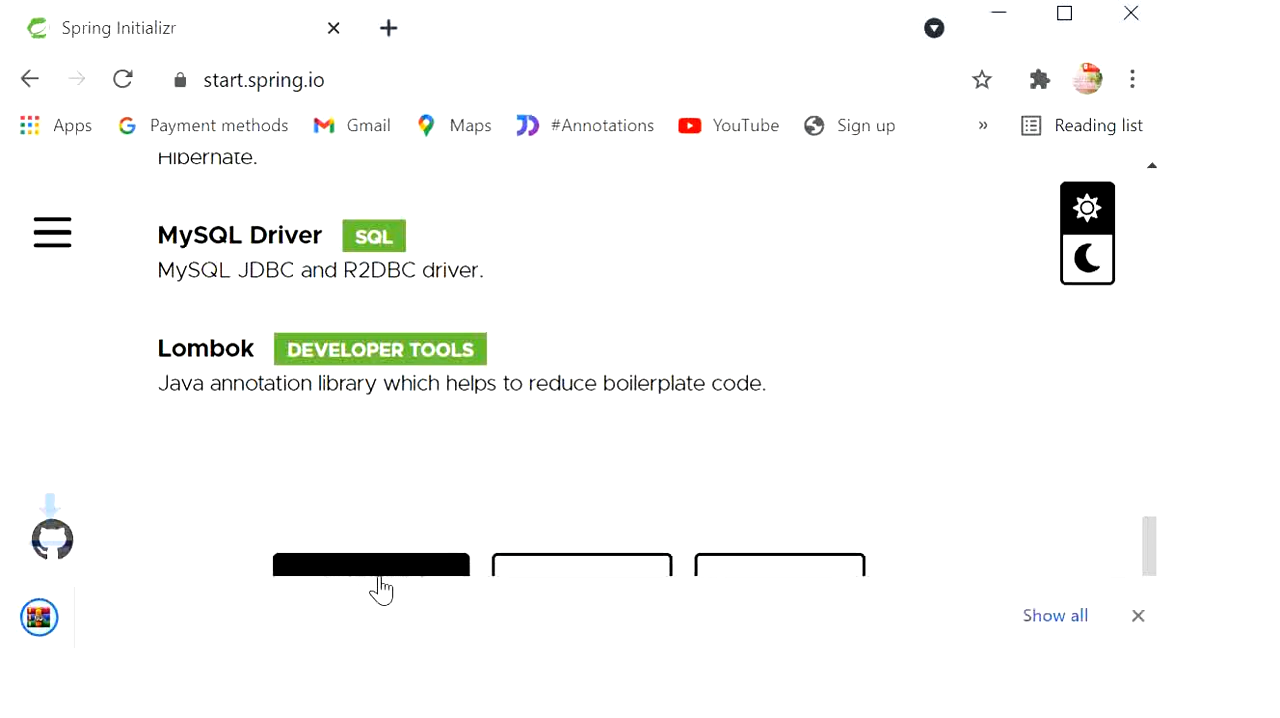 Spring Initializr
start.spring.io
Apps Payment methods Gmail Maps #Annotations YouTube Sign up » Reading list
Hibernate.
MySQL Driver SQL
MySQL JDBC and R2DBC driver.
Lombok DEVELOPER TOOLS
Java annotation library which helps to reduce boilerplate code.
Show all